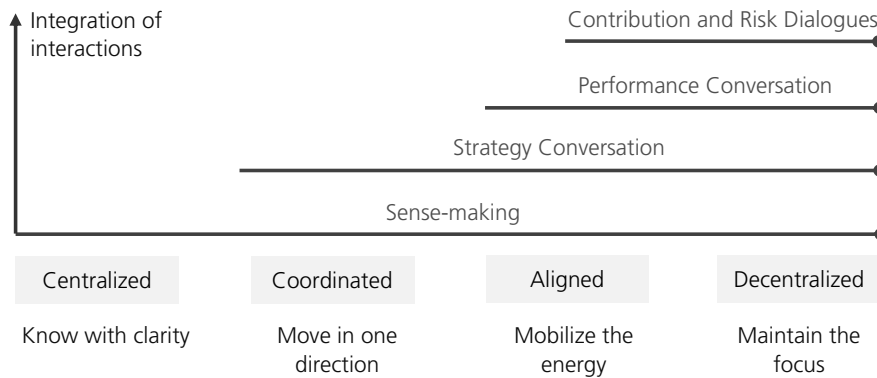 Integration of
interactions
Contribution and Risk Dialogues
Performance Conversation
Strategy Conversation
Sense-making
Centralized
Coordinated
Aligned
Decentralized
Know with clarity
Move in one
direction
Mobilize the
energy
Maintain the
focus